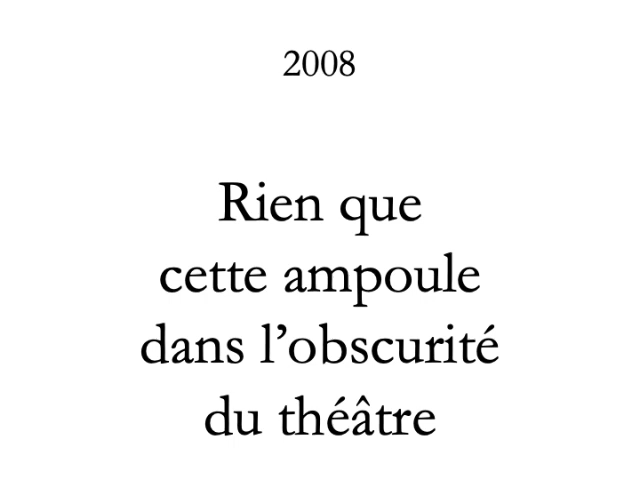 2008
Rien que
cette ampoule
dans l’obscurité
du théâtre